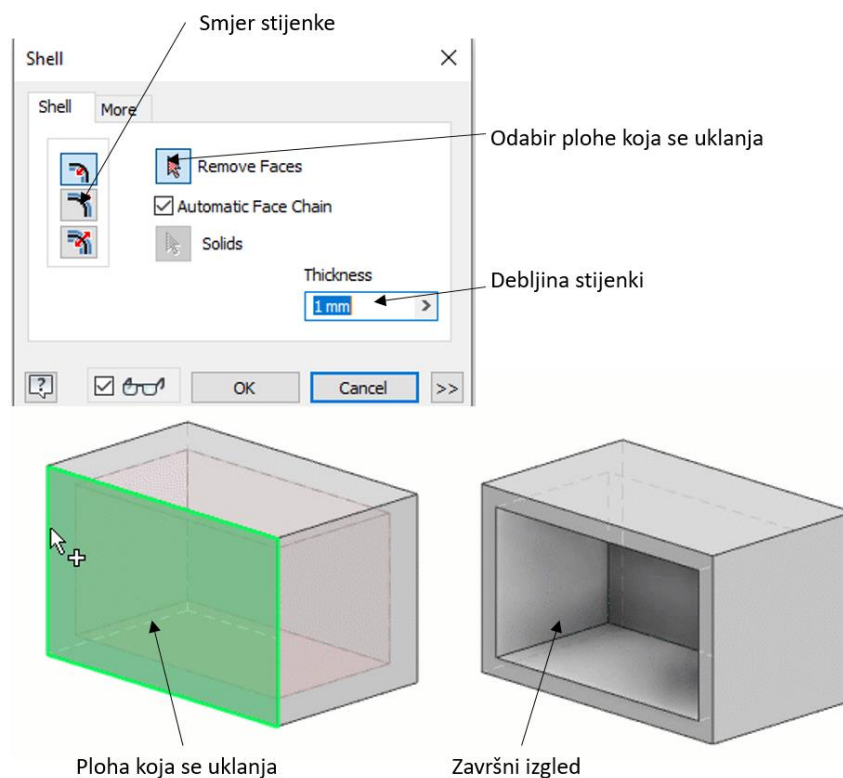 Smjer stijenke
Shell
Shell More
Remove Faces
Odabir plohe koja se uklanja
Automatic Face Chain
Solids
Thickness
Debljina stijenki
1 mm >
? OK Cancel >>
Ploha koja se uklanja
Završni izgled